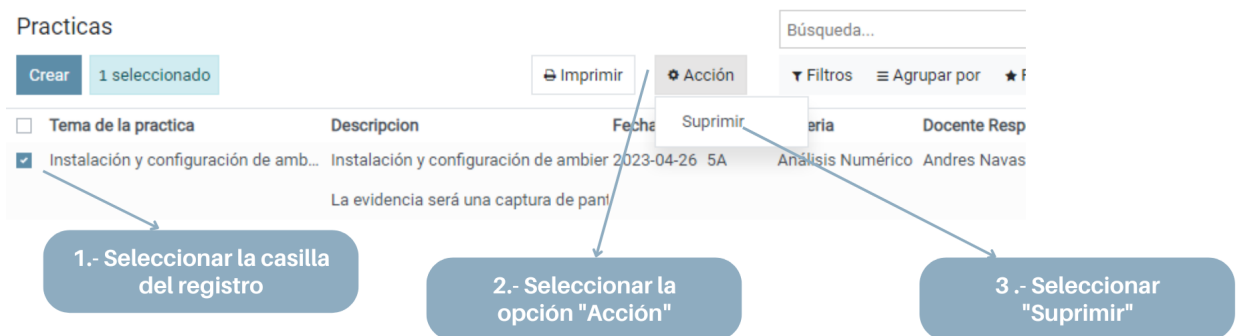 Practicas
Búsqueda...
Crear 1 seleccionado Imprimir Acción Filtros Agrupar por
Suprimir
Tema de la practica Descripcion Fecha Docente Resp
Instalación y configuración de amb... Instalación y configuración de ambier 2023-04-26 5A Análisis Numérico Andres Navas
La evidencia será una captura de pant
1.- Seleccionar la casilla
del registro
2.- Seleccionar la
opción "Acción"
3 .- Seleccionar
"Suprimir"